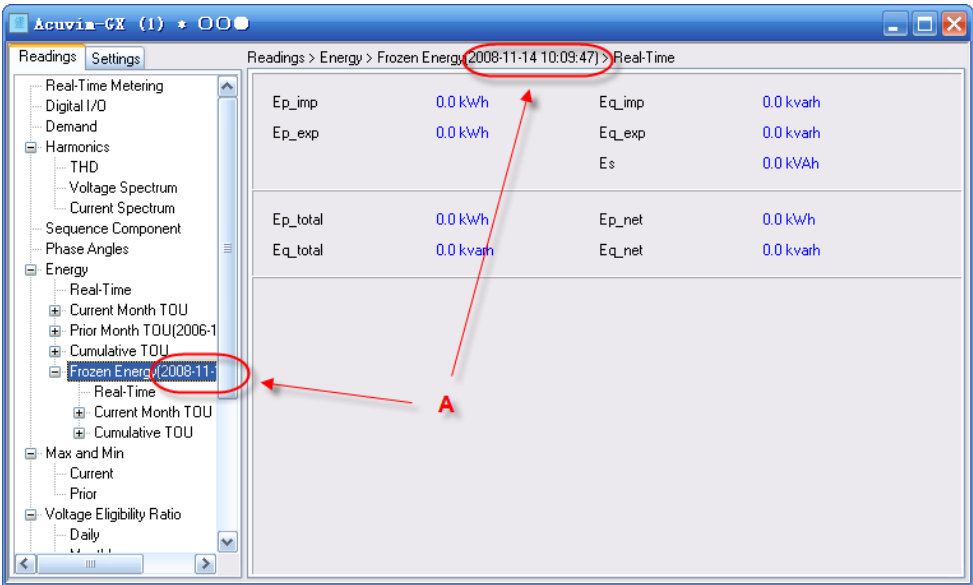 Acuvim-GX (1) * ○○●
Readings Settings
Readings > Energy > Frozen Energy(2008-11-14 10:09:47) > Real-Time
Real-Time Metering
Digital I/O
Demand
Harmonics
THD
Voltage Spectrum
Current Spectrum
Sequence Component
Phase Angles
Energy
Real-Time
Current Month TOU
Prior Month TOU(2006-1
Cumulative TOU
Frozen Energy(2008-11-
Real-Time
Current Month TOU
Cumulative TOU
Max and Min
Current
Prior
Voltage Eligibility Ratio
Daily
Ep_imp 0.0 kWh Eq_imp 0.0 kvarh
Ep_exp 0.0 kWh Eq_exp 0.0 kvarh
Es 0.0 kVAh
Ep_total 0.0 kWh Ep_net 0.0 kWh
Eq_total 0.0 kvarh Eq_net 0.0 kvarh
A